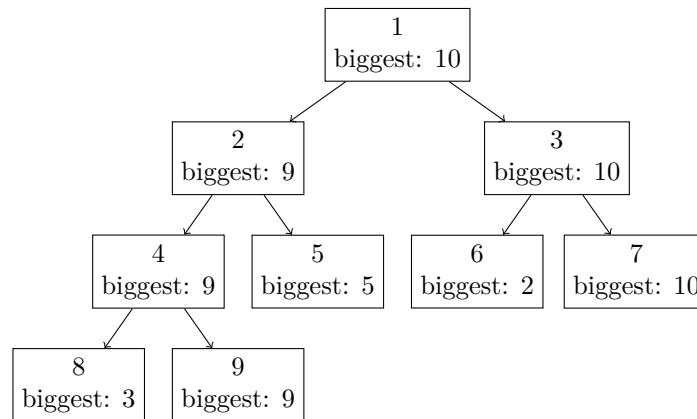 1
biggest: 10
2
biggest: 9
3
biggest: 10
4
biggest: 9
5
biggest: 5
6
biggest: 2
7
biggest: 10
8
biggest: 3
9
biggest: 9